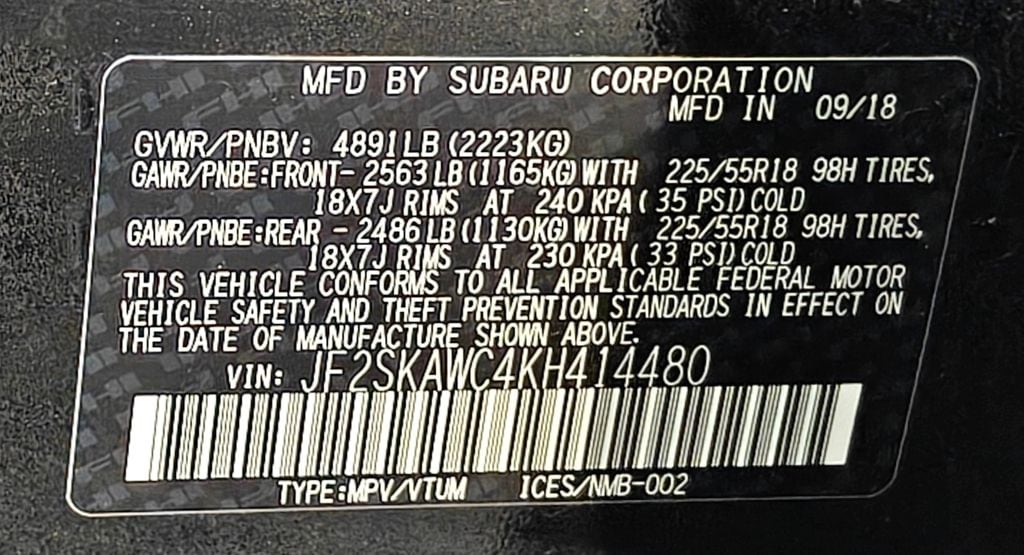 MFD BY SUBARU CORPORATION
MFD IN 09/18
GVWR/PNBV: 4891LB (2223KG)
GAWR/PNBE:FRONT- 2563 LB (1165KG) WITH 225/55R18 98H TIRES,
18X7J RIMS AT 240 KPA ( 35 PSI) COLD
GAWR/PNBE:REAR - 2486 LB (1130KG) WITH 225/55R18 98H TIRES,
18X7J RIMS AT 230 KPA ( 33 PSI) COLD
THIS VEHICLE CONFORMS TO ALL APPLICABLE FEDERAL MOTOR
VEHICLE SAFETY AND THEFT PREVENTION STANDARDS IN EFFECT ON
THE DATE OF MANUFACTURE SHOWN ABOVE.
VIN: JF2SKAWC4KH414480
TYPE:MPV/VTUM ICES/NMB-002